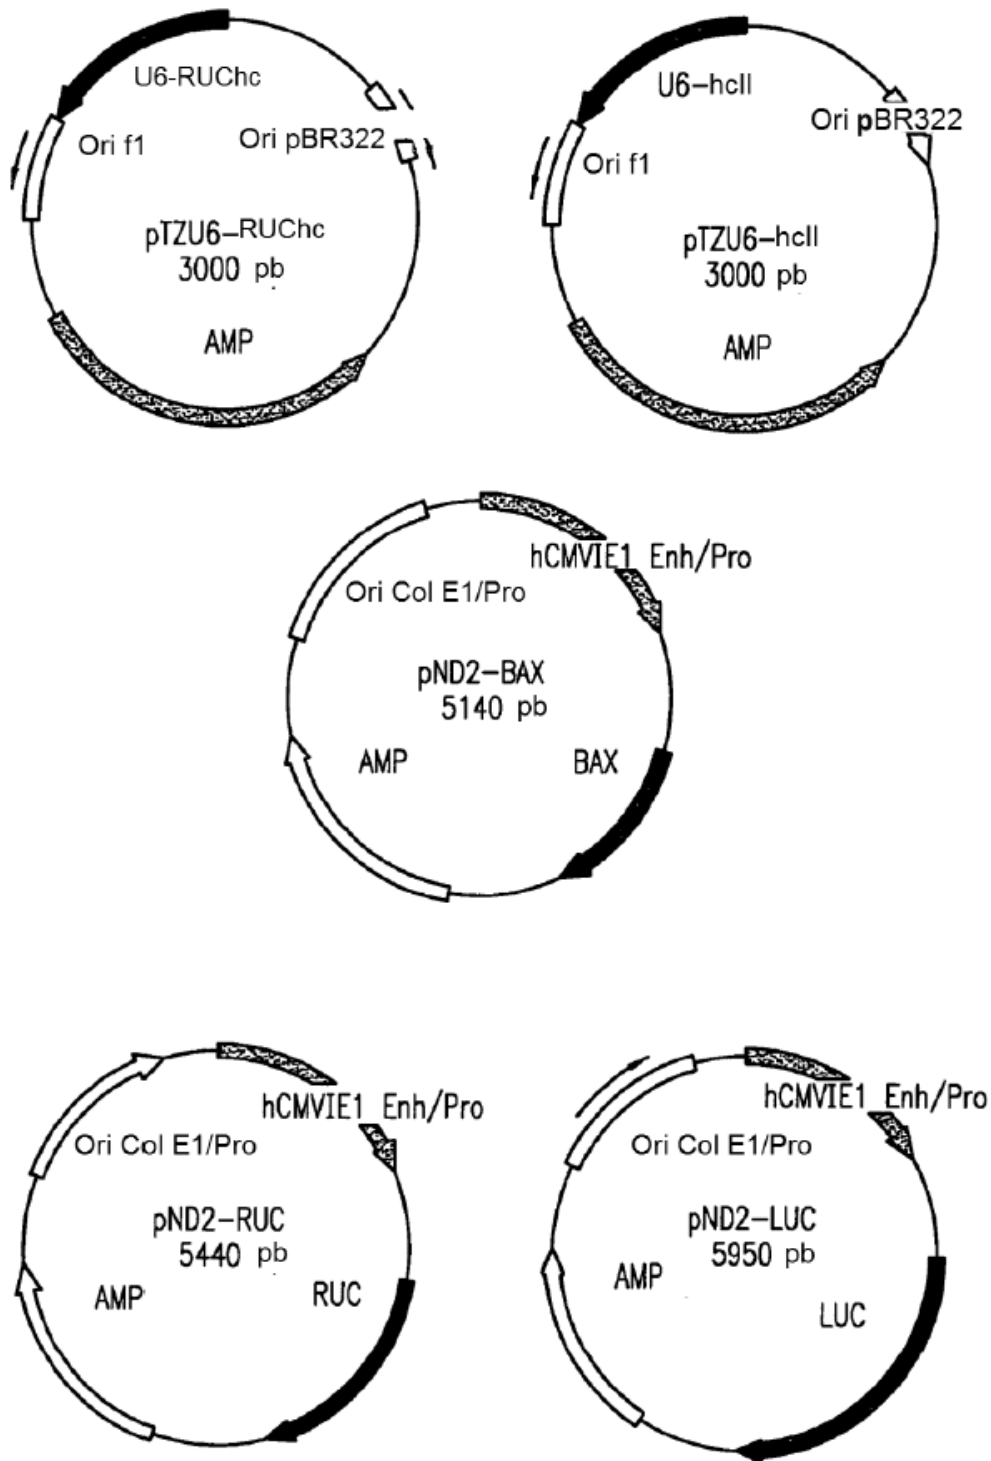 U6-RUChc
Ori f1
Ori pBR322
pTZU6-RUChc
3000 pb
AMP
U6-hcII
Ori pBR322
Ori f1
pTZU6-hcII
3000 pb
AMP
hCMVIE1 Enh/Pro
Ori Col E1/Pro
pND2-BAX
5140 pb
AMP
BAX
hCMVIE1 Enh/Pro
Ori Col E1/Pro
pND2-RUC
5440 pb
AMP
RUC
hCMVIE1 Enh/Pro
Ori Col E1/Pro
pND2-LUC
5950 pb
AMP
LUC